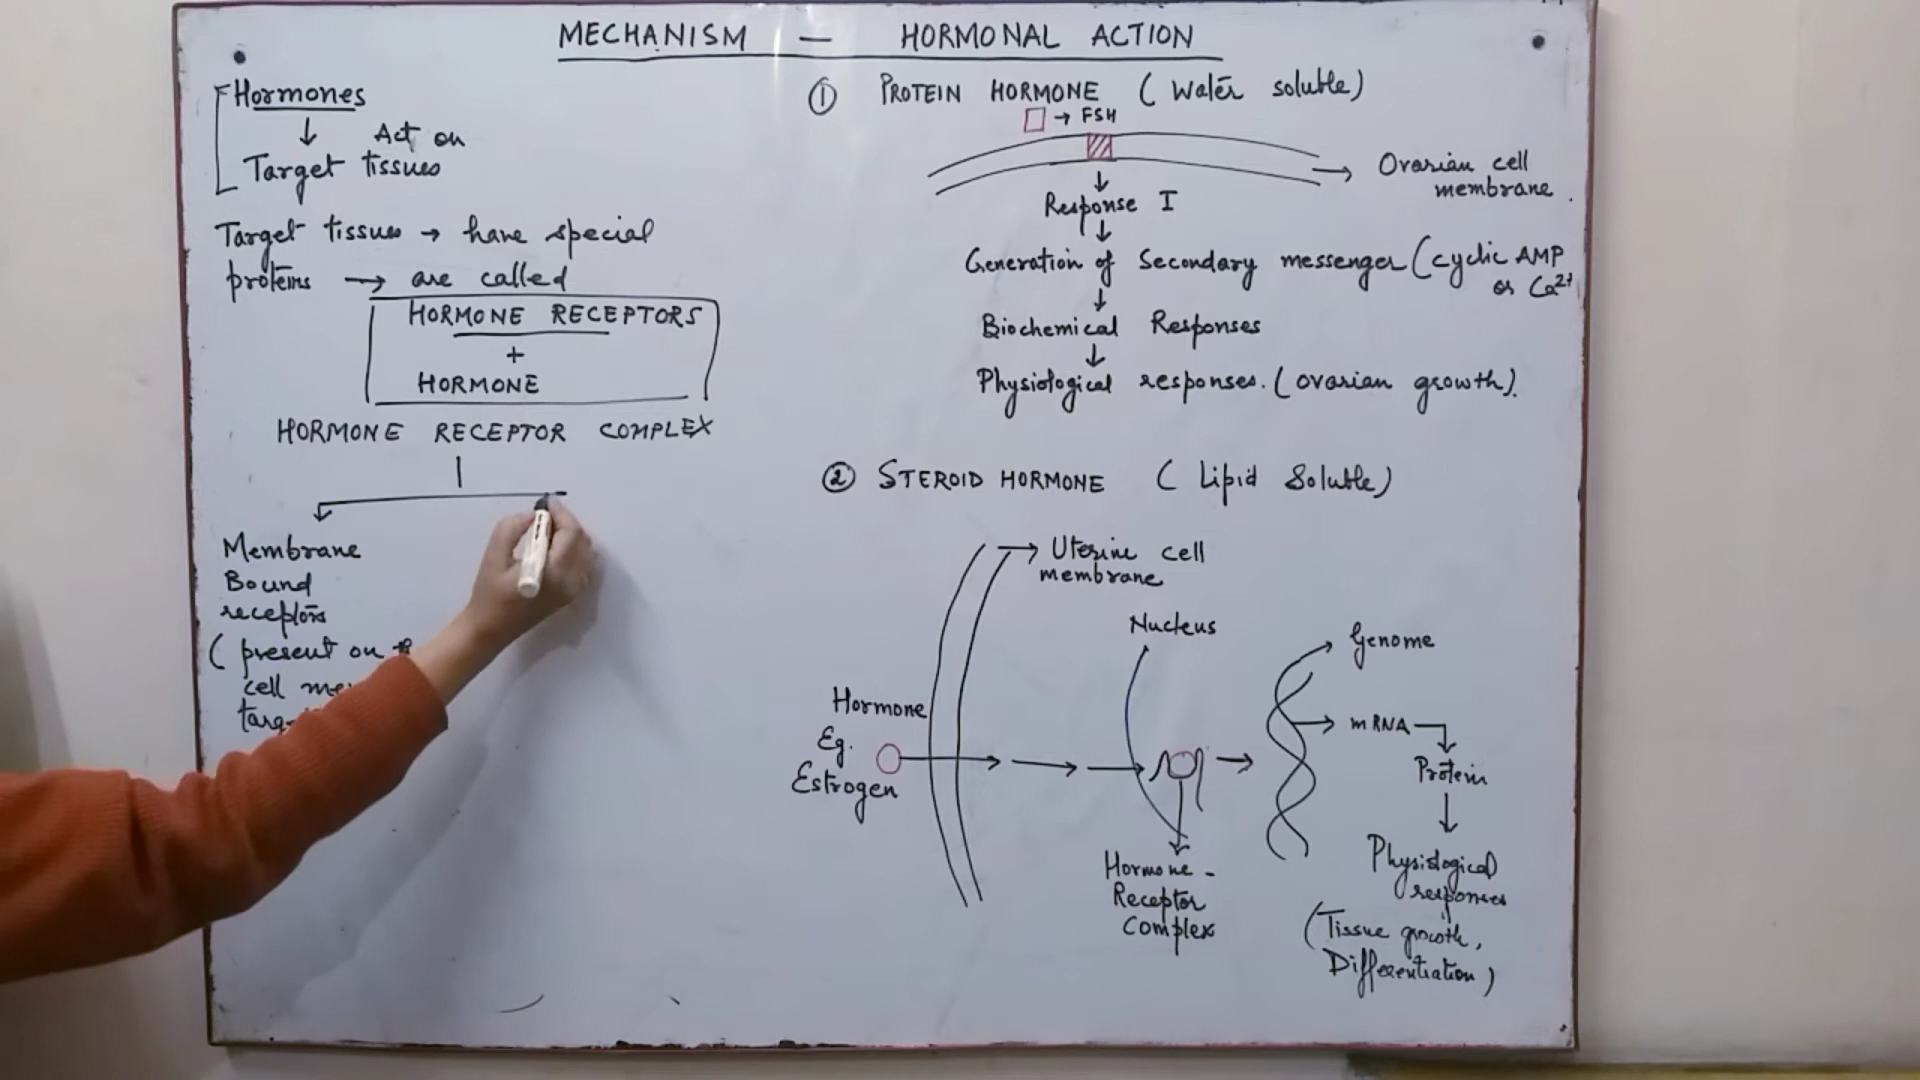 MECHANISM — HORMONAL ACTION
Hormones
↓ Act on
Target tissues
Target tissues → have special
proteins → are called
HORMONE RECEPTORS
+
HORMONE
HORMONE RECEPTOR COMPLEX
Membrane
Bound
receptors
( present on
cell
① PROTEIN HORMONE ( Water soluble)
→ FSH
→ Ovarian cell
membrane.
↓
Response I
↓
Generation of Secondary messenger (cyclic AMP
or Ca2+
↓
Biochemical Responses
↓
Physiological responses. (ovarian growth).
② STEROID HORMONE ( Lipid Soluble)
→ Uterine cell
membrane
Nucleus
Genome
Hormone
Eg.
Estrogen
mRNA
Protein
Physiological
responses
(Tissue growth,
Differentiation)
Hormone -
Receptor
Complex